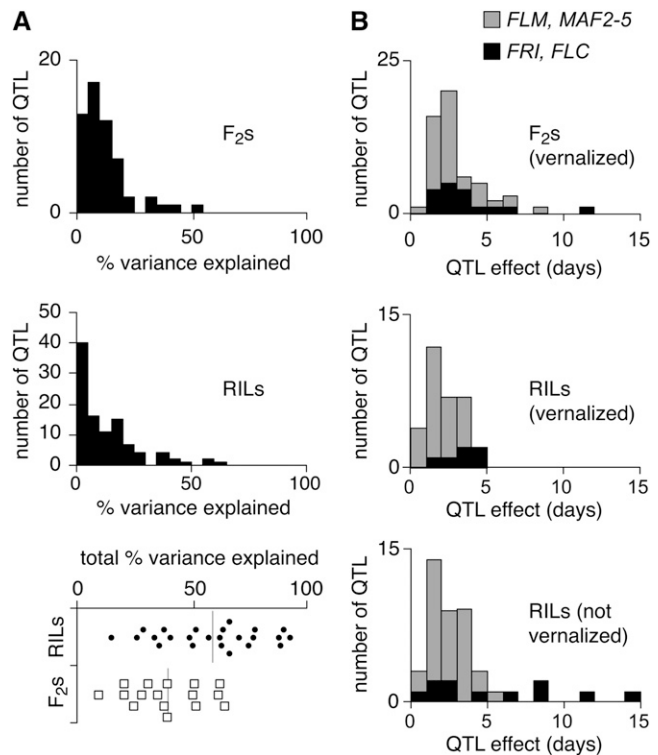 A
20
number of QTL
F2s
0
0 50 100
% variance explained
50
40
30
20
10
0
number of QTL
RILs
0 50 100
% variance explained
total % variance explained
0 50 100
RILs
F2s
B
FLM, MAF2-5
FRI, FLC
25
number of QTL
F2s
(vernalized)
0
0 5 10 15
QTL effect (days)
15
number of QTL
RILs
(vernalized)
0
0 5 10 15
QTL effect (days)
15
number of QTL
RILs (not
vernalized)
0
0 5 10 15
QTL effect (days)